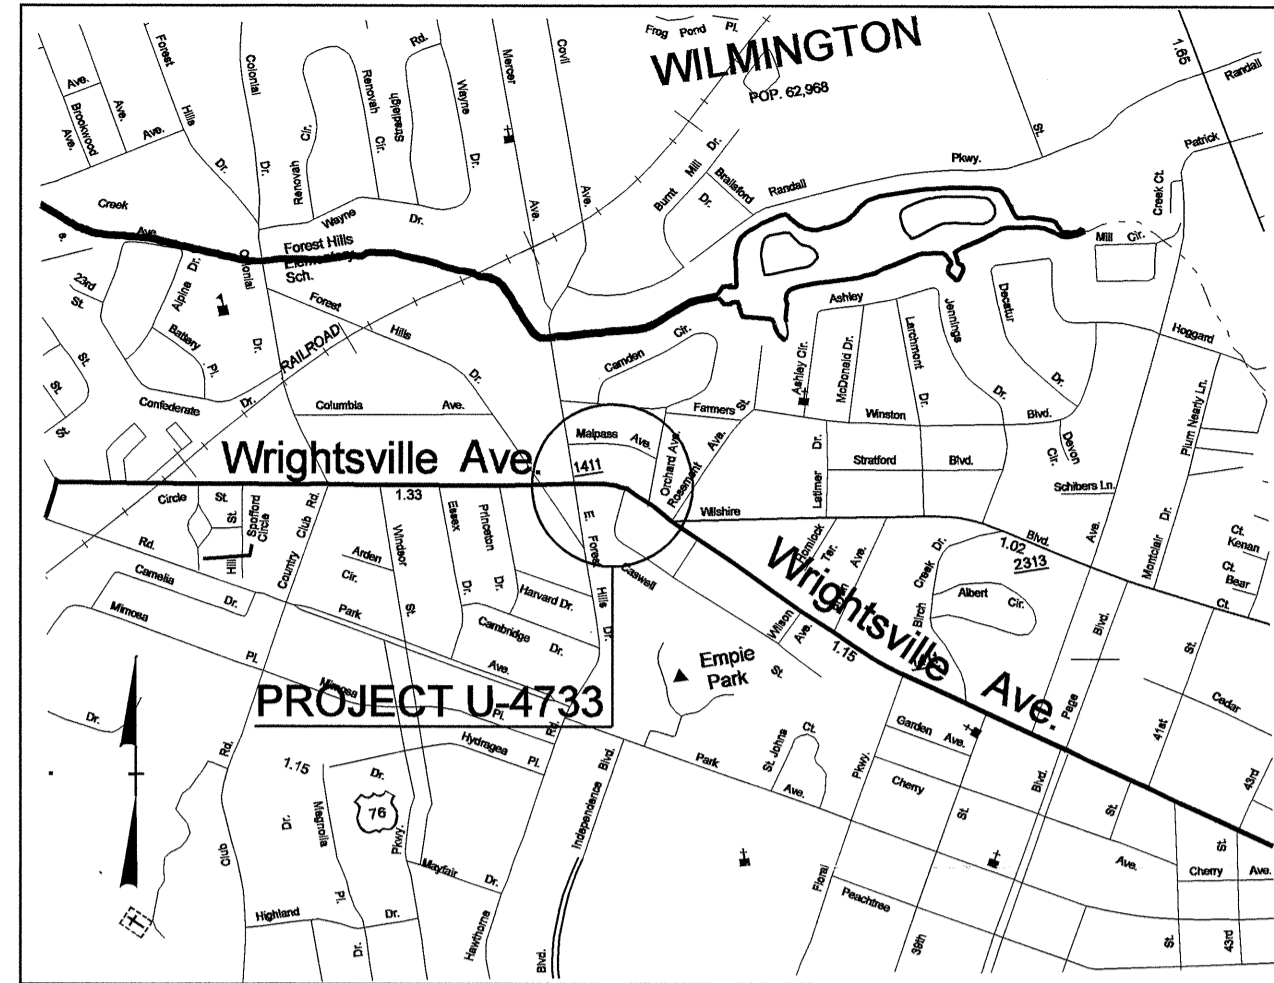 Frog Pond Pl.
WILMINGTON
POP. 62,968
1.65
Randall
Patrick
Creek Ct.
St.
Pkwy.
Randall
Brailsford
Dr.
Burnt Mill Dr.
Mill Cir.
Ave.
Brookwood
Ave.
Ave.
Ave.
Forest
Hills
Dr.
Colonial
Dr.
Renovah
Cir.
Renovah
Cir.
Rd.
Stradleigh
Wayne
Dr.
Mercer
Ave.
Covil
Ave.
Wayne
Dr.
Creek
Ave.
Forest Hills
Elementary
Sch.
Colonial
Dr.
23rd
St.
Alpine Dr.
Battery
Pl.
St.
St.
St.
Forest
Hills
Dr.
RAILROAD
Confederate
Dr.
Columbia
Ave.
Camden
Cir.
Ashley
Ashley Cir.
McDonald Dr.
Larchmont
Dr.
Jennings
Dr.
Decatur
Dr.
Hoggard
Plum Nearly Ln.
Farmers St.
Winston
Blvd.
Malpass Ave.
1411
Orchard Ave.
Rosemont Ave.
Latimer
Dr.
Stratford
Blvd.
Devon
Cir.
Schibers Ln.
Wrightsville Ave.
1.33
Wilshire
Blvd.
1.02
2313
Ave.
Montclair Dr.
Ct.
Kenan
Ct.
Bear
Ct.
Circle
St.
St.
Spofford
Circle
Hill
Country Club Rd.
Rd.
Camelia
Dr.
Mimosa
Pl.
Arden
Cir.
Windsor
St.
Essex
Dr.
Princeton
Dr.
Harvard Dr.
Cambridge
Dr.
E. Forest
Hills
Dr.
Caswell
St.
Park
Ave.
Hemlock
Ter.
Ave.
Wilson
Ave.
Wrightsville Ave.
1.15
Creek Dr.
Birch
Albert
Cir.
Blvd.
Page
Empie
Park
Mimosa
Pl.
PROJECT U-4733
Hydragea
Pl.
Rd.
Dr.
Rd.
Club
1.15
Dr.
Dr.
76
Magnolia
Pl.
Pkwy.
Mayfair
Dr.
Highland
Dr.
Dr.
Hawthorne
Independence Blvd.
Blvd.
Park
Ave.
St Johns
Ct.
Pkwy.
Floral
Garden Ave.
Cherry
St.
Peachtree
39th
Blvd.
St.
Ave.
41st
St.
Cedar
43rd
St.
Cherry Ave.
St.
43rd